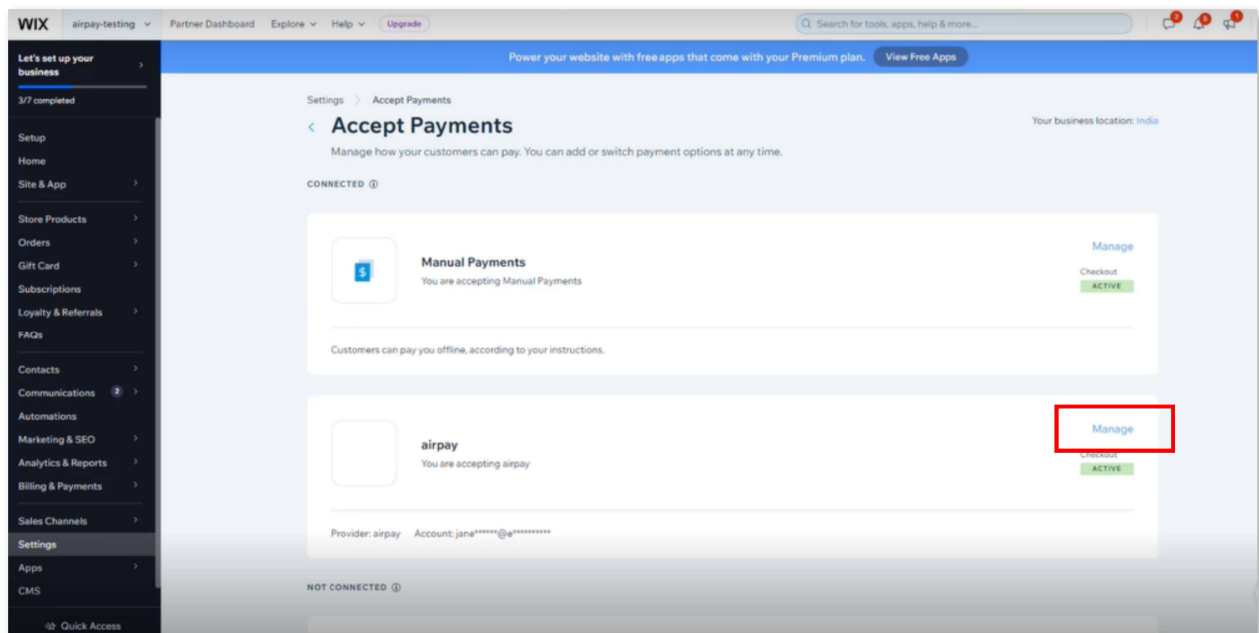 WIX airpay-testing Partner Dashboard Explore Help Upgrade Search for tools, apps, help & more...
Let's set up your
business
3/7 completed
Setup
Home
Site & App
Store Products
Orders
Gift Card
Subscriptions
Loyalty & Referrals
FAQs
Contacts
Communications 2
Automations
Marketing & SEO
Analytics & Reports
Billing & Payments
Sales Channels
Settings
Apps
CMS
Quick Access
Power your website with free apps that come with your Premium plan. View Free Apps
Settings Accept Payments
Accept Payments
Your business location: India
Manage how your customers can pay. You can add or switch payment options at any time.
CONNECTED
Manual Payments
You are accepting Manual Payments
Manage
Checkout
ACTIVE
Customers can pay you offline, according to your instructions.
airpay
You are accepting airpay
Manage
Checkout
ACTIVE
Provider: airpay Account: jane******@e**********
NOT CONNECTED